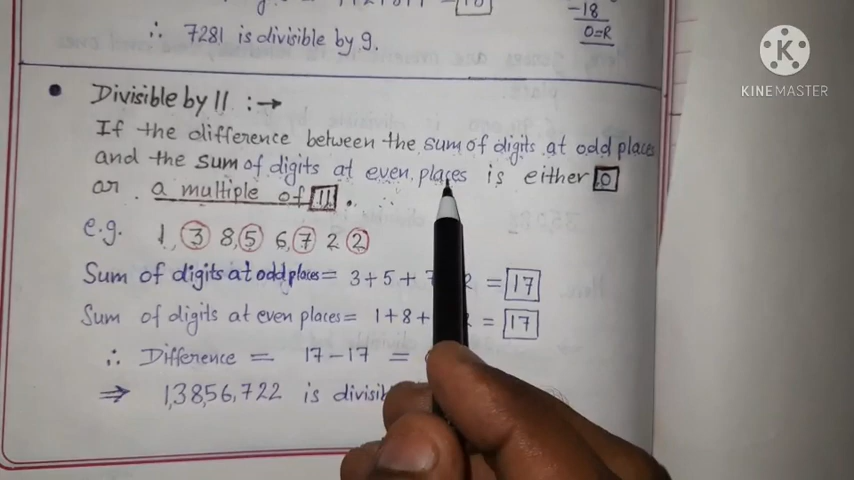 -18
0=R
∴ 7281 is divisible by 9.
KINEMASTER
• Divisible by 11 :→
If the difference between the sum of digits at odd places
and the sum of digits at even places is either 0
or a multiple of 11.
e.g. 1, 3 8, 5 6, 7 2 2
Sum of digits at odd places = 3+5+7 2 = 17
Sum of digits at even places = 1+8+ = 17
∴ Difference = 17-17 =
⇒ 1,3856,722 is